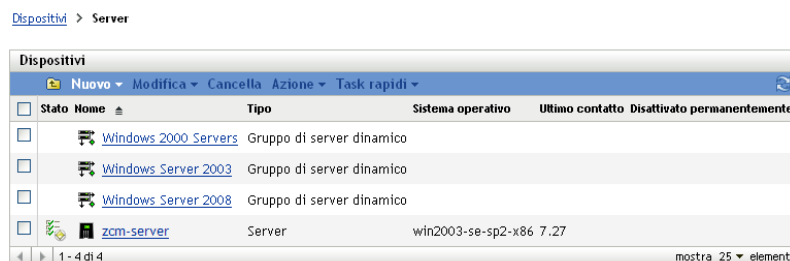 Dispositivi > Server
Dispositivi
Nuovo Modifica Cancella Azione Task rapidi
Stato Nome Tipo Sistema operativo Ultimo contatto Disattivato permanentemente
Windows 2000 Servers Gruppo di server dinamico
Windows Server 2003 Gruppo di server dinamico
Windows Server 2008 Gruppo di server dinamico
zcm-server Server win2003-se-sp2-x86 7.27
1 - 4 di 4 mostra 25 element